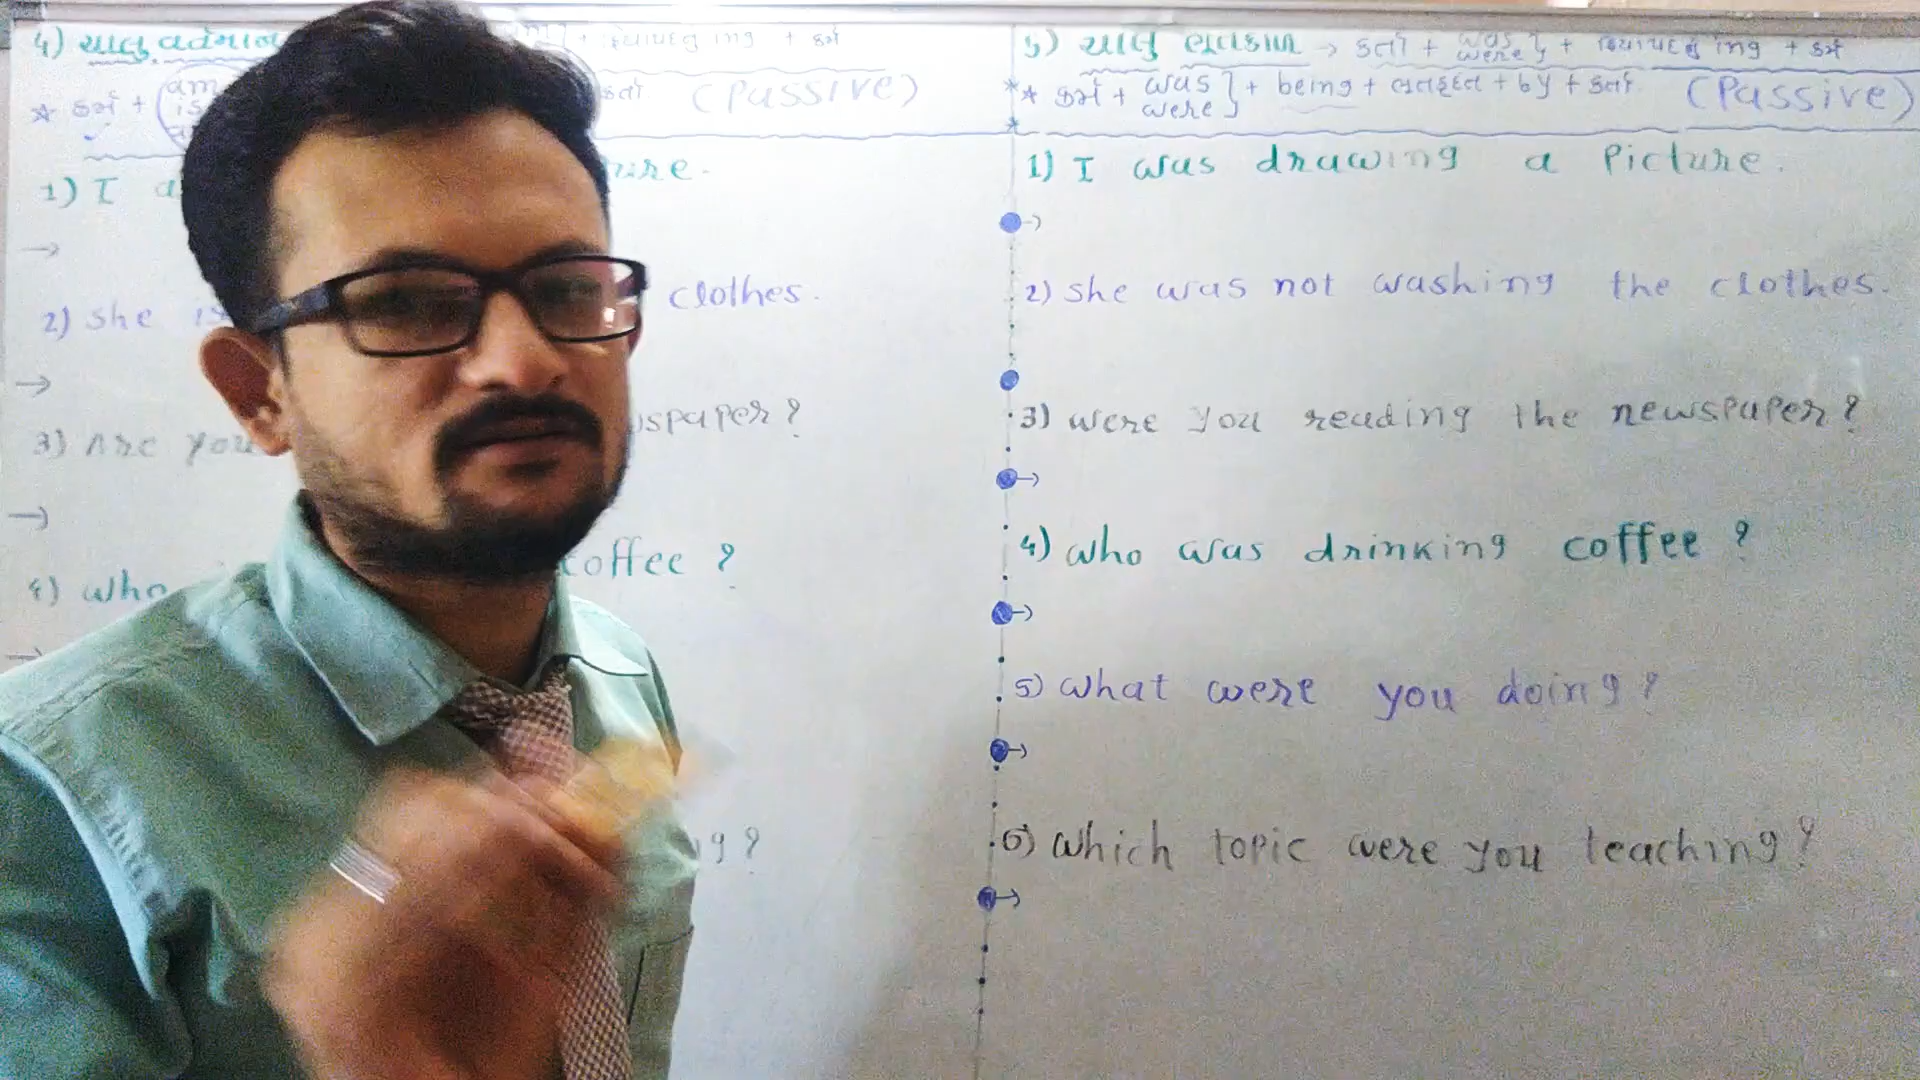 4) ચાલુ વર્તમાન + ક્રિયાપદનું ing + કર્મ
* કર્મ + am is કર્તા (Passive)
1) I a ure.
→
2) She is clothes.
→
3) Are you spaper?
→
4) Who coffee?
→
g?
5) ચાલુ ભૂતકાળ → કર્તા + was were } + ક્રિયાપદનું ing + કર્મ
** કર્મ + was were } + being + ભૂતકૃદંત + by + કર્તા (Passive)
1) I was drawing a Picture.
→
2) She was not washing the clothes.
3) Were you reading the newspaper?
→
4) Who was drinking coffee?
→
5) What were you doing?
→
6) Which topic were you teaching?
→